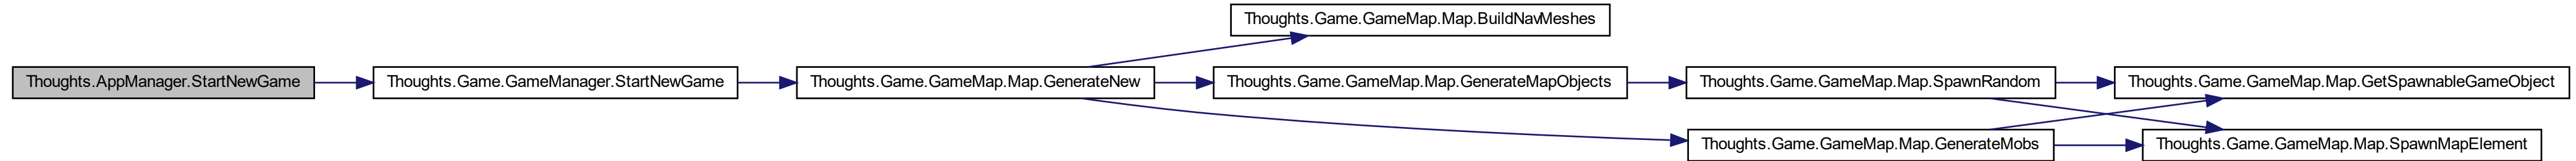 Thoughts.Game.GameMap.Map.BuildNavMeshes
Thoughts.AppManager.StartNewGame
Thoughts.Game.GameManager.StartNewGame
Thoughts.Game.GameMap.Map.GenerateNew
Thoughts.Game.GameMap.Map.GenerateMapObjects
Thoughts.Game.GameMap.Map.SpawnRandom
Thoughts.Game.GameMap.Map.GetSpawnableGameObject
Thoughts.Game.GameMap.Map.GenerateMobs
Thoughts.Game.GameMap.Map.SpawnMapElement